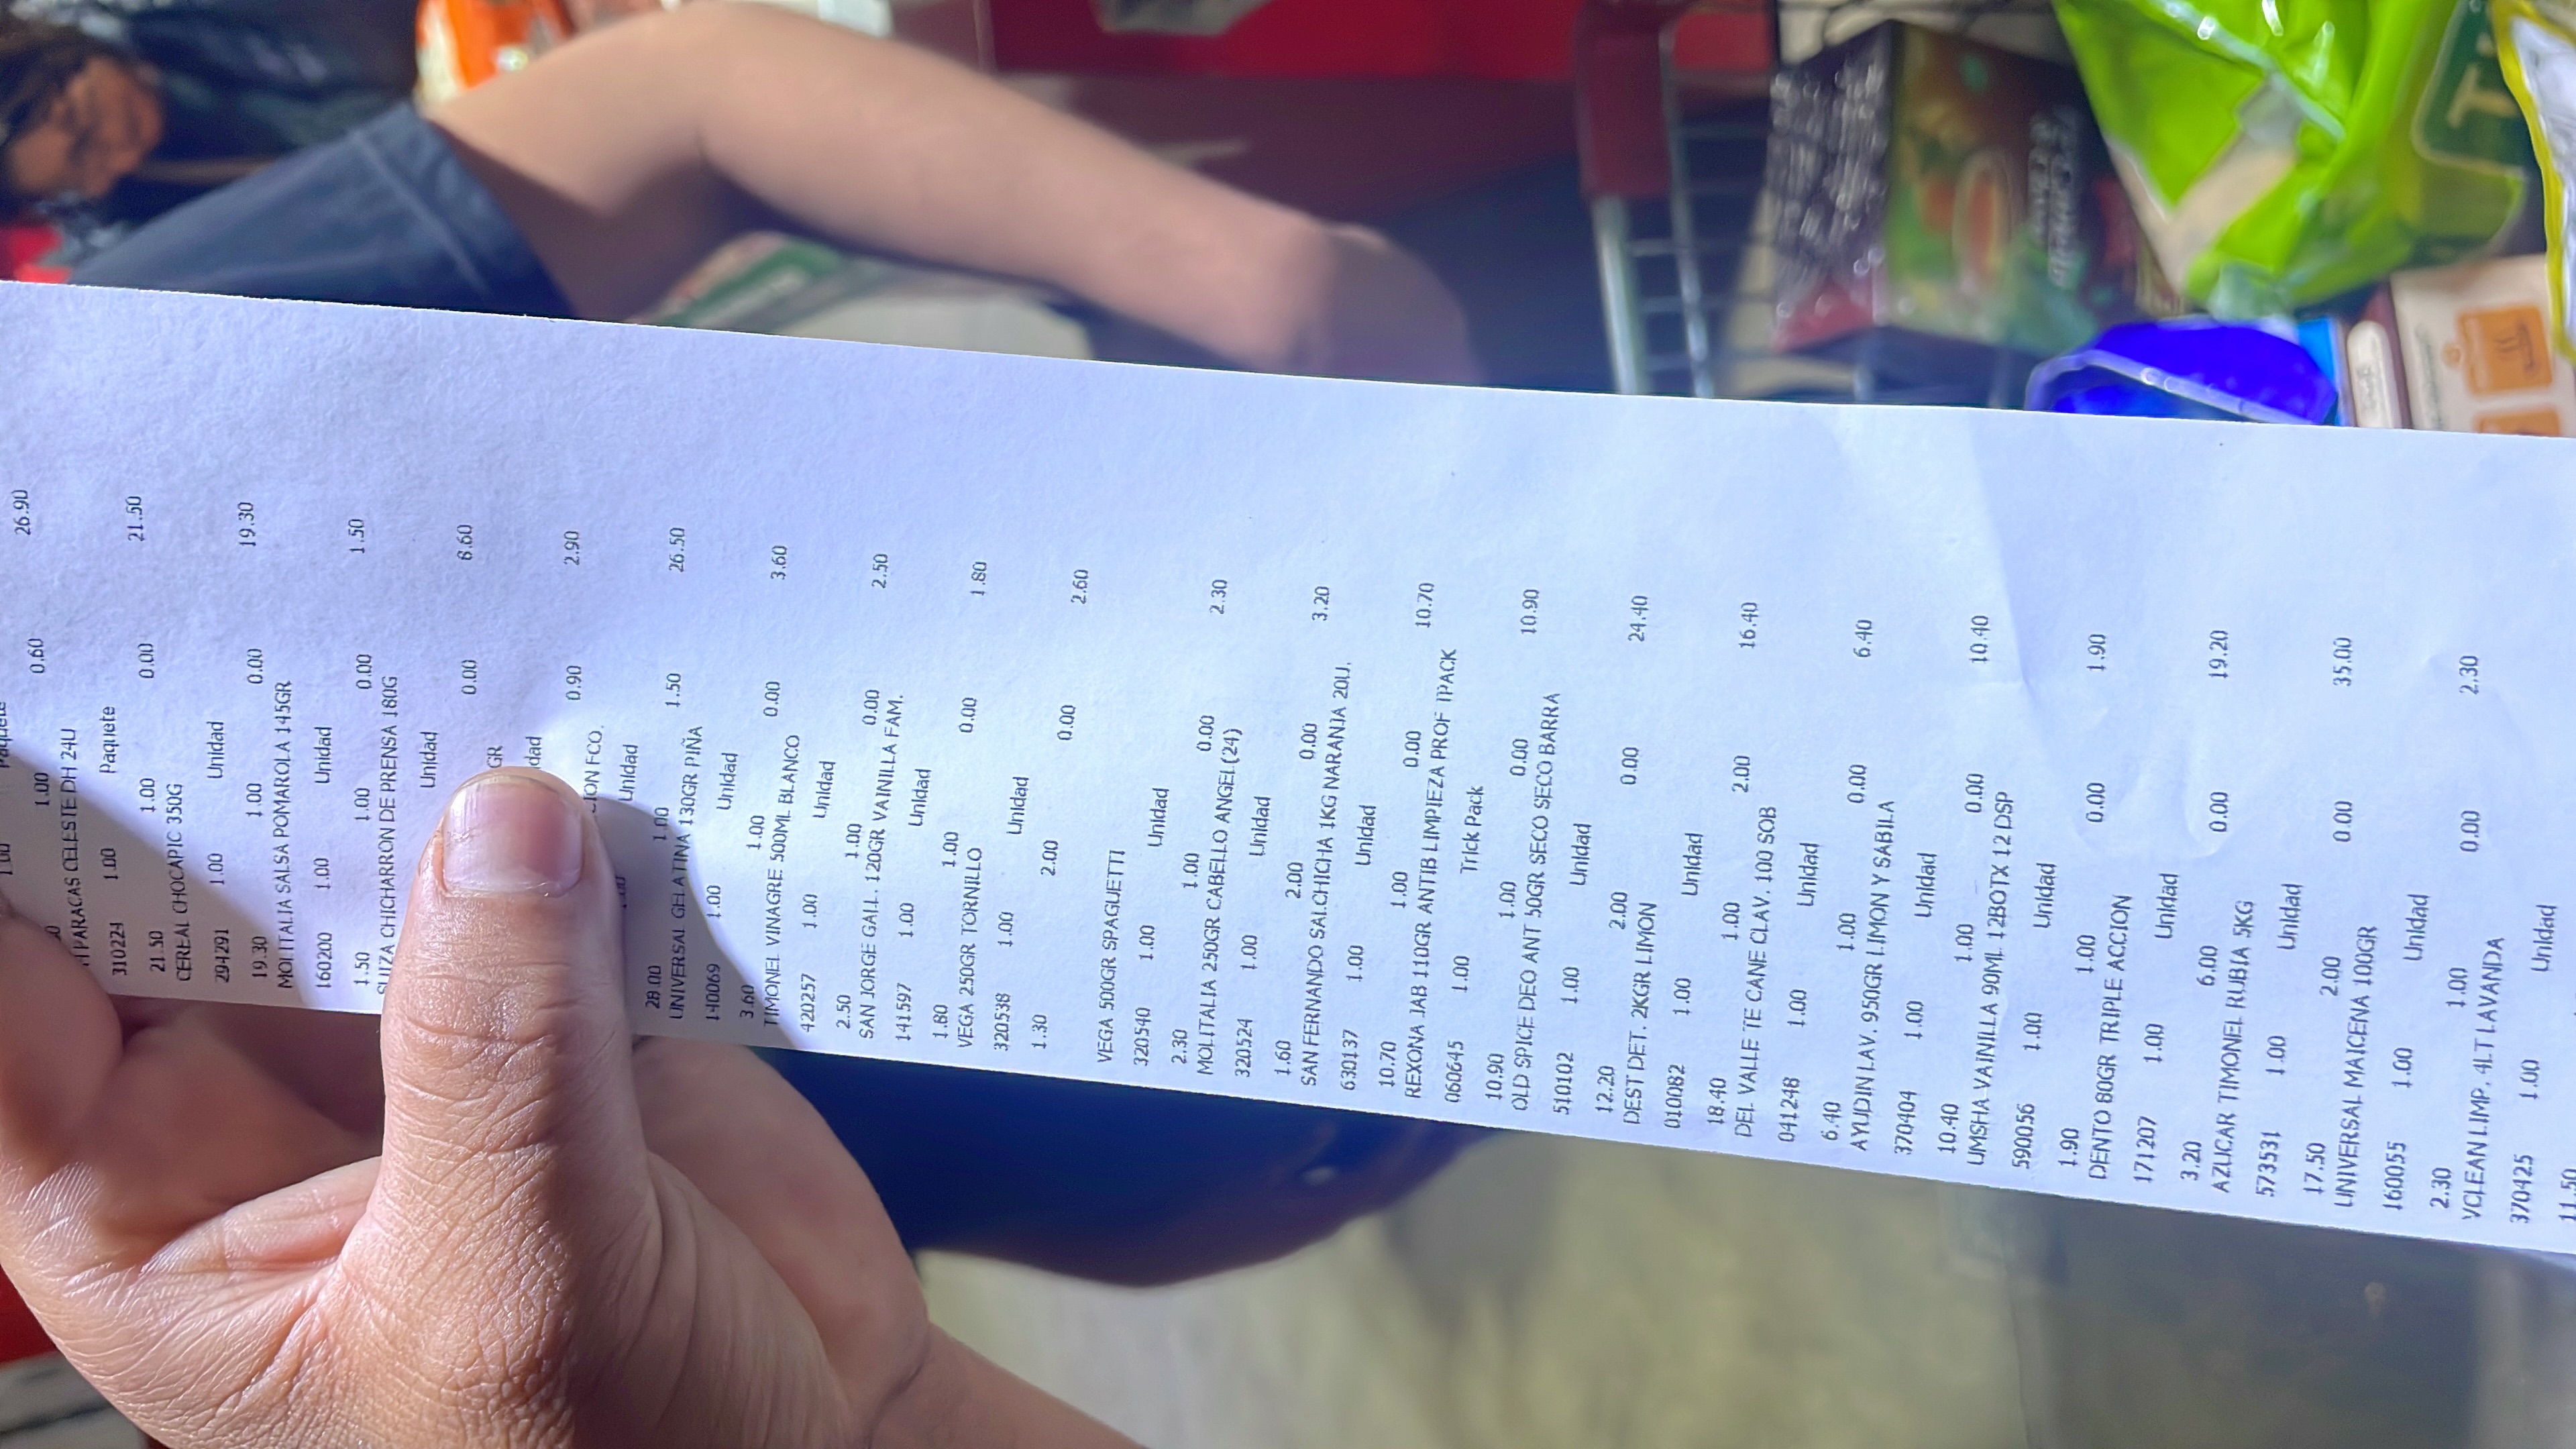 1.00 Paquete
1.00 0.60 26.90
PARACAS CELESTE DH 24U
310224 1.00 Paquete
21.50 1.00 0.00 21.50
CEREAL CHOCAPIC 350G
294291 1.00 Unidad
19.30 1.00 0.00 19.30
MOLITALIA SALSA POMAROLA 145GR
160200 1.00 Unidad
1.50 1.00 0.00 1.50
SUIZA CHICHARRON DE PRENSA 180G
Unidad
0.00 6.60
GR
dad
0.90 2.90
CION FCO.
Unidad
28.00 1.00 1.50 26.50
UNIVERSAL GELATINA 130GR PIÑA
140069 1.00 Unidad
3.60 1.00 0.00 3.60
TIMONEL VINAGRE 500ML BLANCO
420257 1.00 Unidad
2.50 1.00 0.00 2.50
SAN JORGE GALL. 120GR VAINILLA FAM.
141597 1.00 Unidad
1.80 1.00 0.00 1.80
VEGA 250GR TORNILLO
320538 1.00 Unidad
1.30 2.00 0.00 2.60
VEGA 500GR SPAGUETTI
320540 1.00 Unidad
2.30 1.00 0.00 2.30
MOLITALIA 250GR CABELLO ANGEL(24)
320524 1.00 Unidad
1.60 2.00 0.00 3.20
SAN FERNANDO SALCHICHA 1KG NARANJA 20U.
630137 1.00 Unidad
10.70 1.00 0.00 10.70
REXONA JAB 110GR ANTIB LIMPIEZA PROF TPACK
060645 1.00 Trick Pack
10.90 1.00 0.00 10.90
OLD SPICE DEO ANT 50GR SECO SECO BARRA
510102 1.00 Unidad
12.20 2.00 0.00 24.40
DEST DET. 2KGR LIMON
010082 1.00 Unidad
18.40 1.00 2.00 16.40
DEL VALLE TE CANE CLAV. 100 SOB
041248 1.00 Unidad
6.40 1.00 0.00 6.40
AYUDIN LAV. 950GR LIMON Y SABILA
370404 1.00 Unidad
10.40 1.00 0.00 10.40
UMSHA VAINILLA 90ML 12BOTX 12 DSP
590056 1.00 Unidad
1.90 1.00 0.00 1.90
DENTO 80GR TRIPLE ACCION
171207 1.00 Unidad
3.20 6.00 0.00 19.20
AZUCAR TIMONEL RUBIA 5KG
573531 1.00 Unidad
17.50 2.00 0.00 35.00
UNIVERSAL MAICENA 100GR
160055 1.00 Unidad
2.30 1.00 0.00 2.30
VCLEAN LIMP. 4LT LAVANDA
370425 1.00 Unidad
11.50